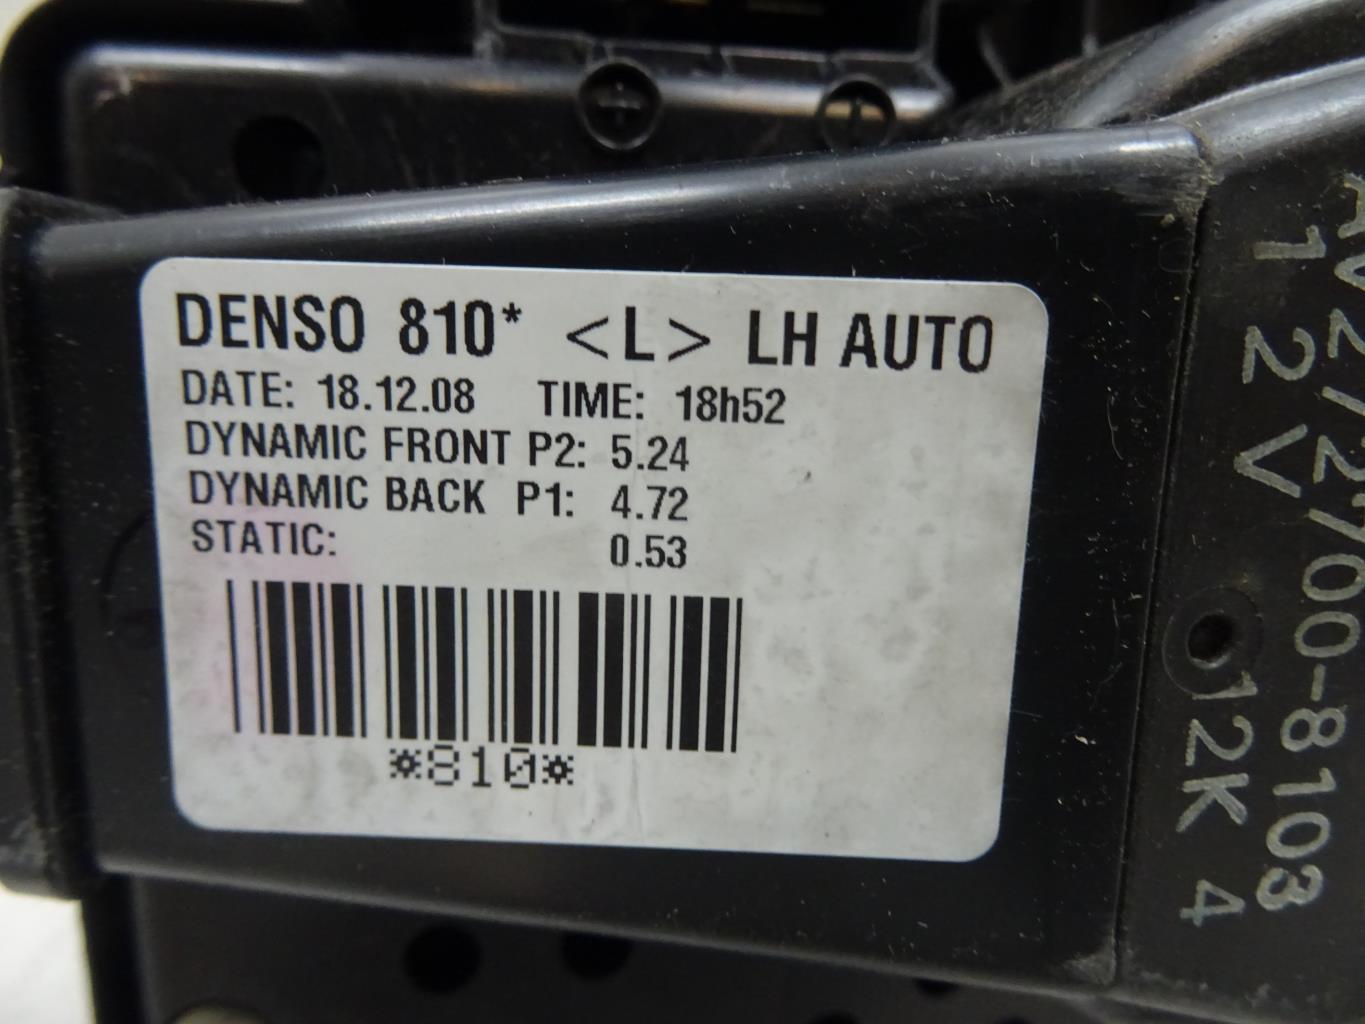 DENSO 810* <L> LH AUTO
DATE: 18.12.08 TIME: 18h52
DYNAMIC FRONT P2: 5.24
DYNAMIC BACK P1: 4.72
STATIC: 0.53
*810*
12V
12K 4